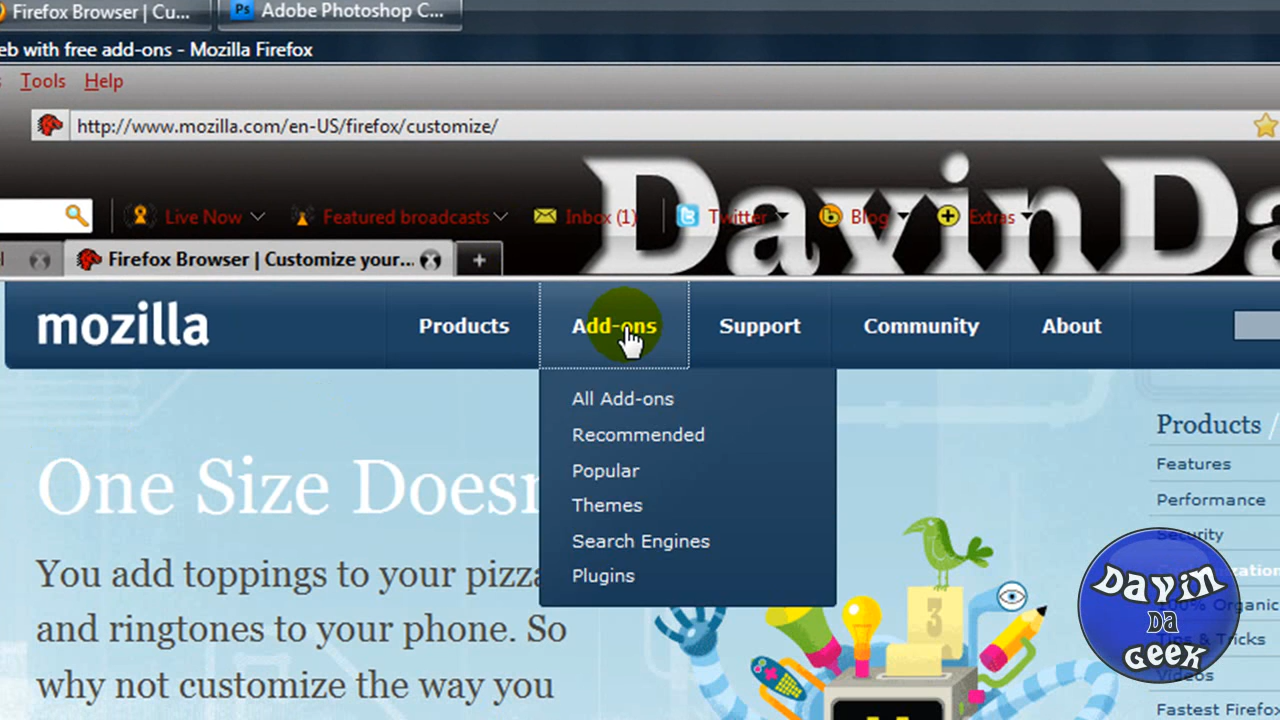 Firefox Browser | Cu...
Ps Adobe Photoshop C...
eb with free add-ons - Mozilla Firefox
Tools Help
http://www.mozilla.com/en-US/firefox/customize/
DavinDa
Live Now Featured broadcasts Inbox (1) Twitter Blog Extras
Firefox Browser | Customize your... +
mozilla Products Add-ons Support Community About
All Add-ons
Recommended
Popular
Themes
Search Engines
Plugins
One Size Doesn
You add toppings to your pizza
and ringtones to your phone. So
why not customize the way you
3
Products /
Features
Performance
Security
100% Organic
Tips & Tricks
Videos
Fastest Firefox
Davin
Da
Geek